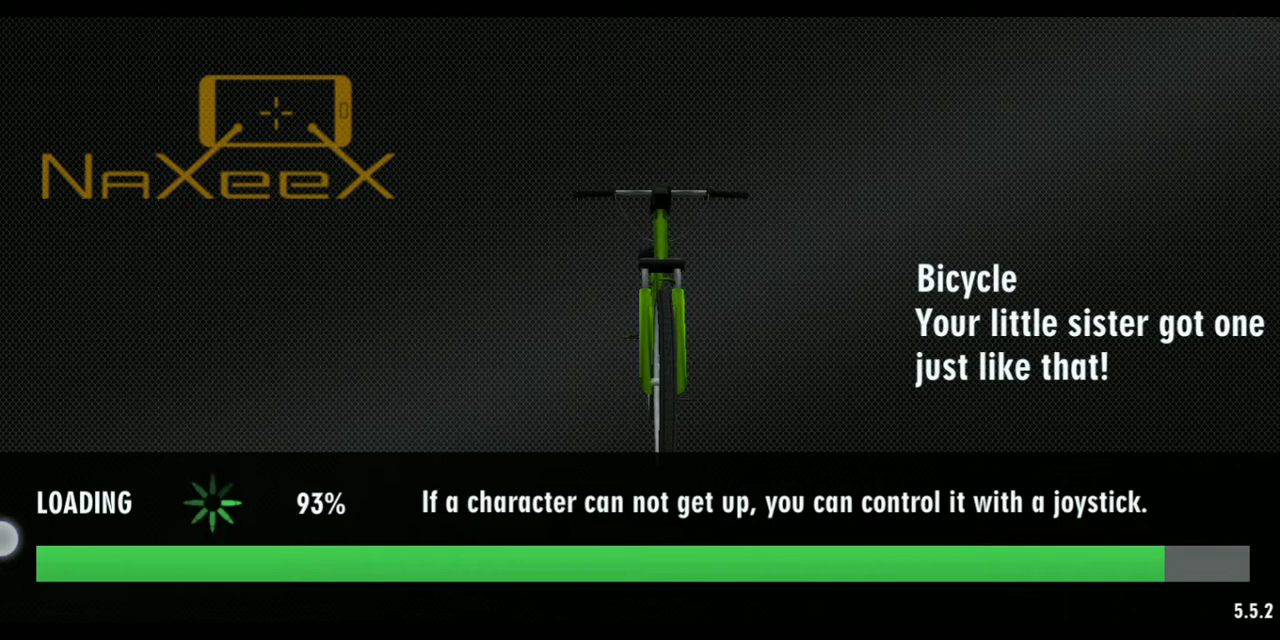 NaXeeX
Bicycle
Your little sister got one
just like that!
LOADING 93% If a character can not get up, you can control it with a joystick.
5.5.2